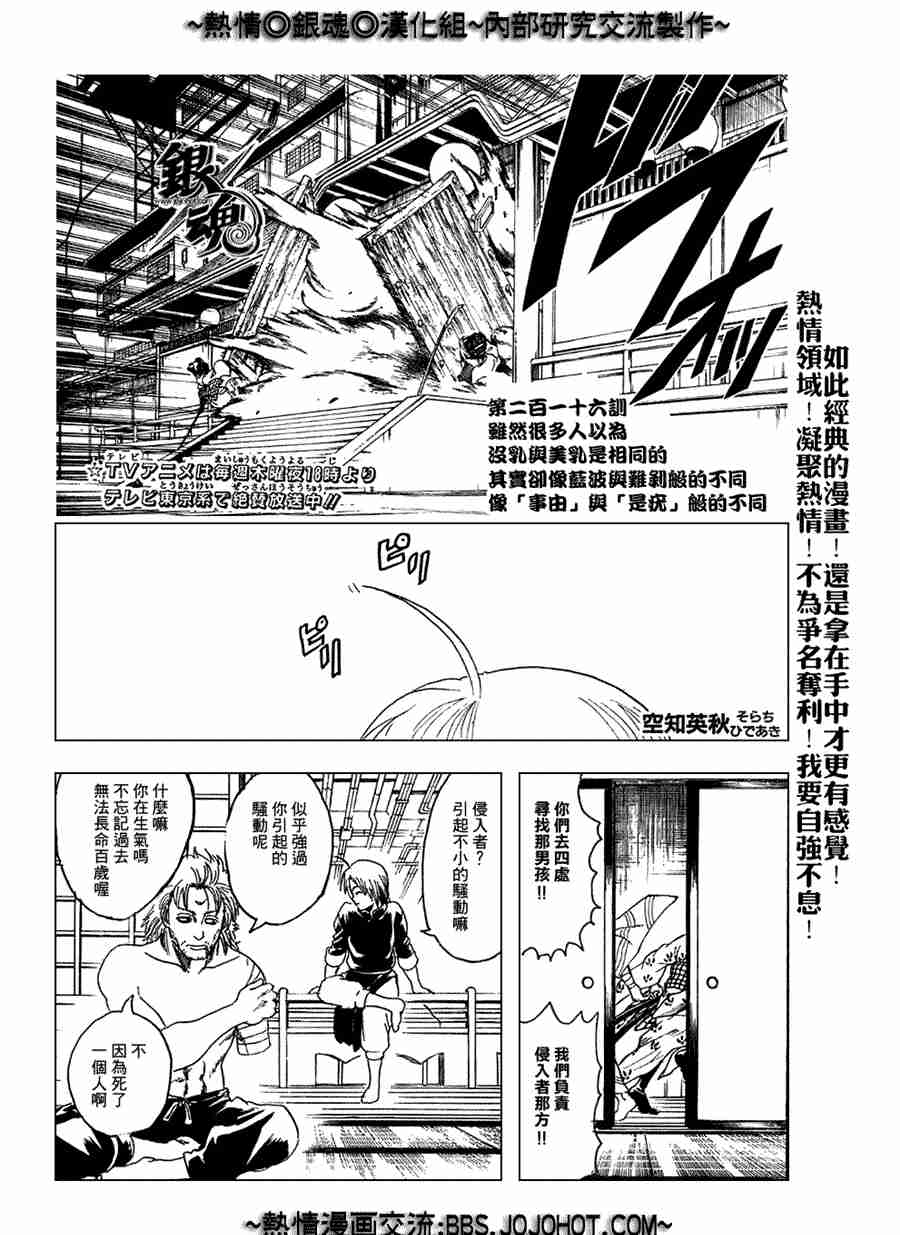 ~熱情◎銀魂◎漢化組~內部研究交流製作~
ドドォォ
銀魂
第二百一十六訓
雖然很多人以為
沒乳與美乳是相同的
其實卻像藍波與難剃般的不同
像「事由」與「是疣」般的不同
☆TVアニメは毎週木曜夜18時より
テレビ東京系で絶賛放送中!!
如此經典的漫畫！還是拿在手中才更有感覺！
熱情領域！凝聚熱情！不為爭名奪利！我要自強不息！
ピッ
ピッ
空知英秋
そらち
ひであき
你們去四處
尋找那男孩!!
我們負責
侵入者那方!!
侵入者？
引起不小的騷動嘛
似乎強過
你引起的
騷動呢
什麼嘛
你在生氣嗎
不忘記過去
無法長命百歲喔
不
因為死了
一個人啊
~熱情漫画交流:BBS.JOJOHOT.COM~